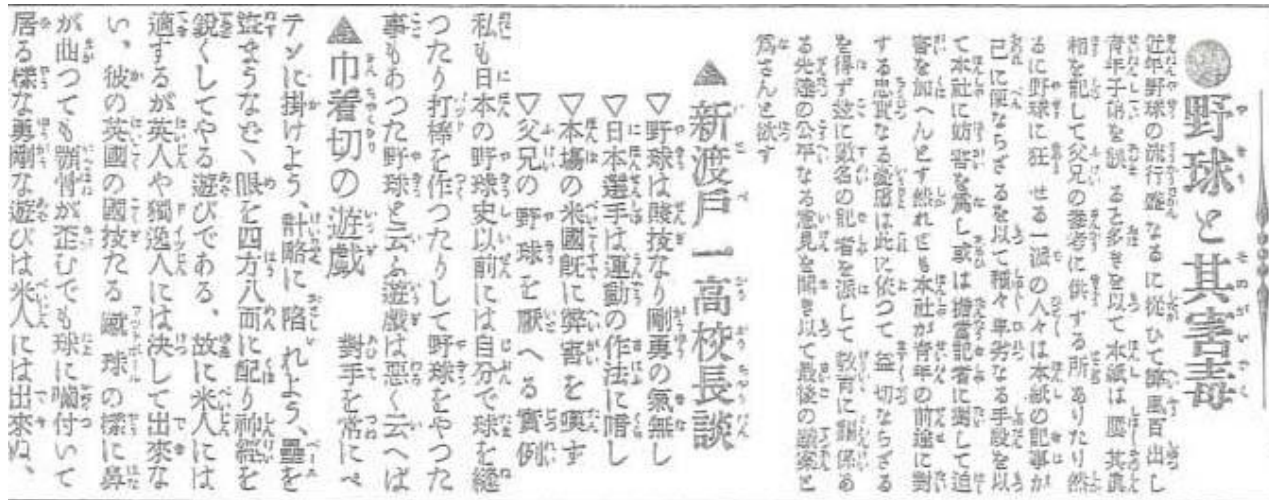 野球と其害毒
近年野球の流行盛なるに從ひて弊風百出し
青年子弟を誤ること多きを以て本紙は屢其眞
相を記して父兄の參考に供する所ありたり然
るに野球に狂せる一派の人々は本紙の記事が
己に便ならざるを以て種々卑劣なる手段を以
て本社に妨害を爲し或は擔當記者に對して迫
害を加へんとす然れども本社が青年の前途に對
する忠實なる憂慮は此に依つて益切ならざる
を得ず茲に數名の記者を派して教育に關係あ
る先進の公平なる意見を聞き以て最後の斷案と
爲さんと欲す
▲新渡戸一高校長談
▽野球は賤技なり剛勇の氣無し
▽日本選手は運動の作法に暗し
▽本場の米國既に弊害を嘆ず
▽父兄の野球を厭へる實例
私も日本の野球史以前には自分で球を縫
つたり打棒を作つたりして野球をやつた
事もあつた野球と云ふ遊戲は惡く云へば
▲巾着切の遊戲 對手を常にペ
テンに掛けよう、計略に陷れよう、壘を
盜まうなどヽ眼を四方八面に配り神經を
鋭くしてやる遊びである、故に米人には
適するが英人や獨逸人には決して出來な
い、彼の英國の國技たる蹴球の樣に鼻
が曲つても顎骨が歪むでも球に嚙付いて
居る樣な勇剛な遊びは米人には出來ぬ、